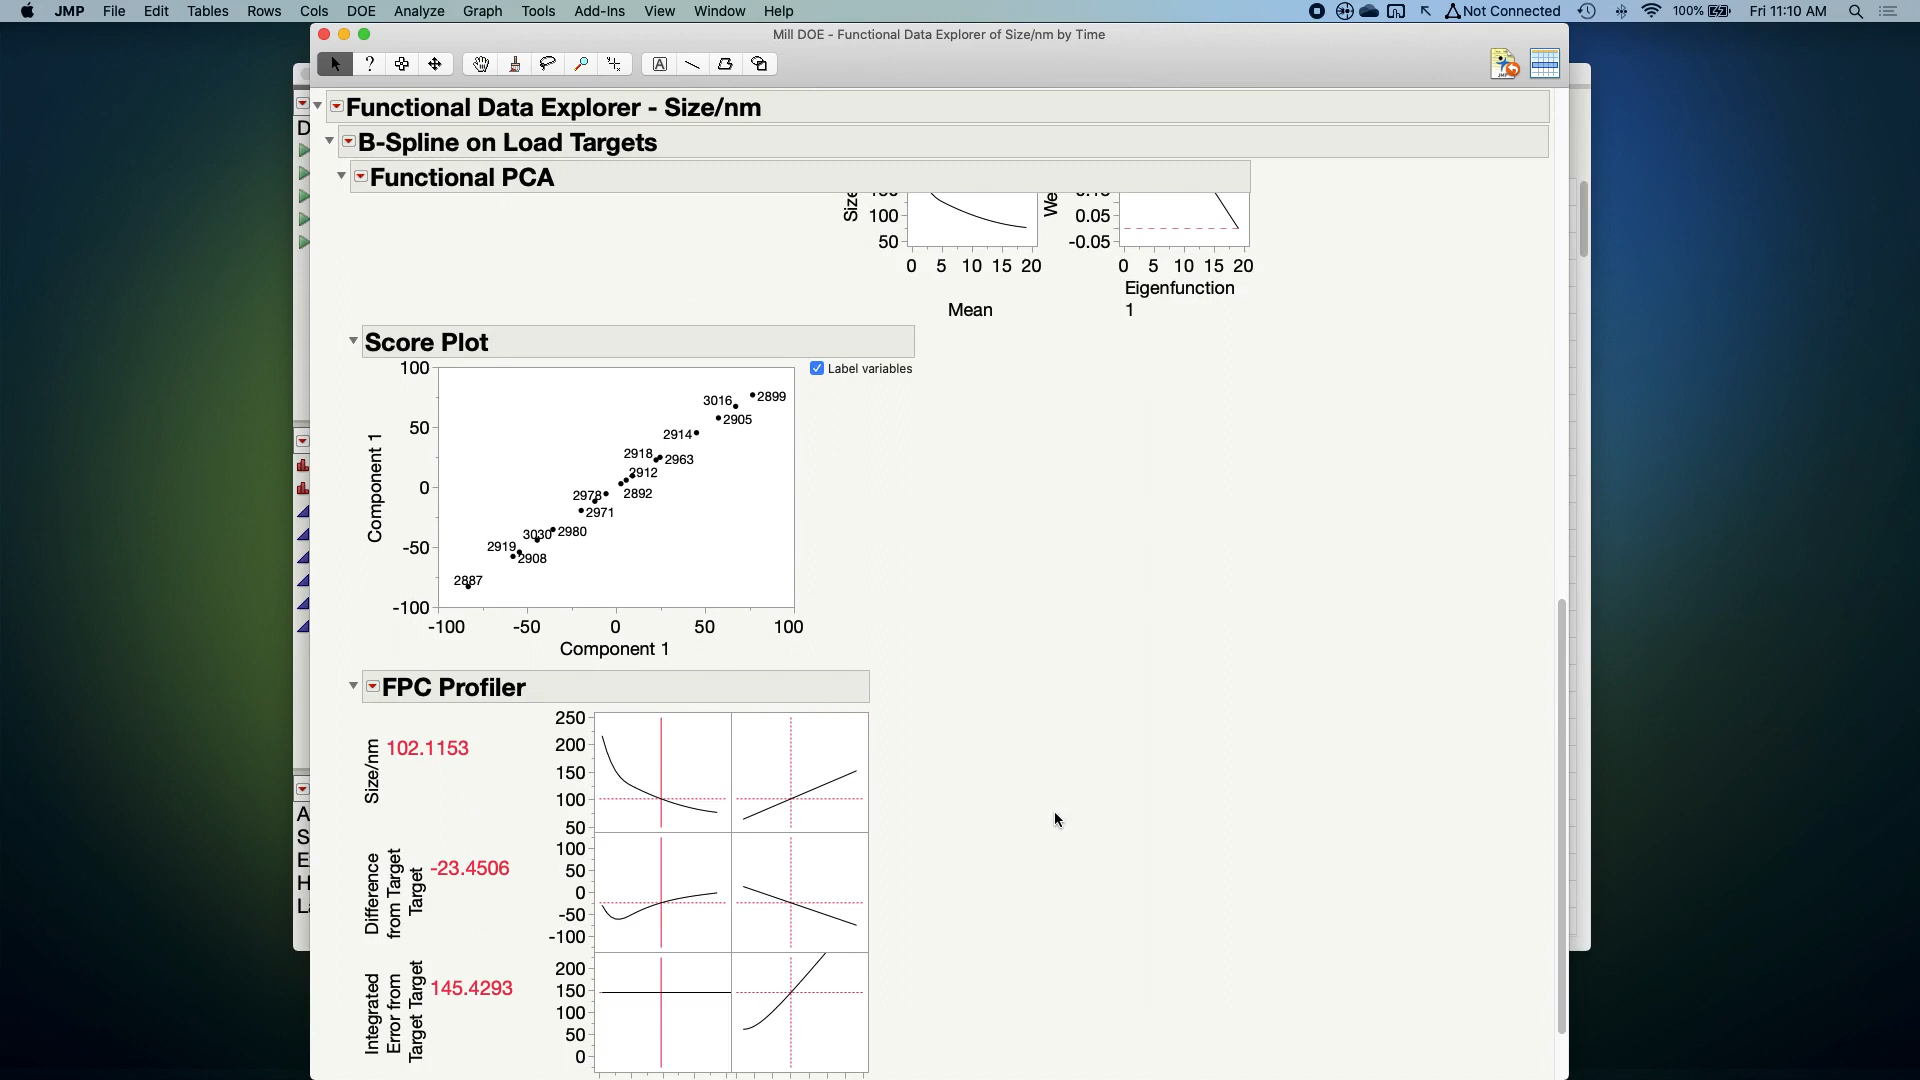 JMP File Edit Tables Rows Cols DOE Analyze Graph Tools Add-Ins View Window Help Not Connected 100% Fri 11:10 AM
Mill DOE - Functional Data Explorer of Size/nm by Time
Functional Data Explorer - Size/nm
B-Spline on Load Targets
Functional PCA
Size
100
50
0 5 10 15 20
Mean
We
0.05
-0.05
0 5 10 15 20
Eigenfunction
1
Score Plot
Label variables
Component 1
100
50
0
-50
-100
3016 2899
2905
2914
2918 2963
2912
2978 2892
2971
3030 2980
2919 2908
2887
-100 -50 0 50 100
Component 1
FPC Profiler
Size/nm
102.1153
250
200
150
100
50
Difference
from Target
Target
-23.4506
100
50
0
-50
-100
Integrated
Error from
Target Target
145.4293
200
150
100
50
0